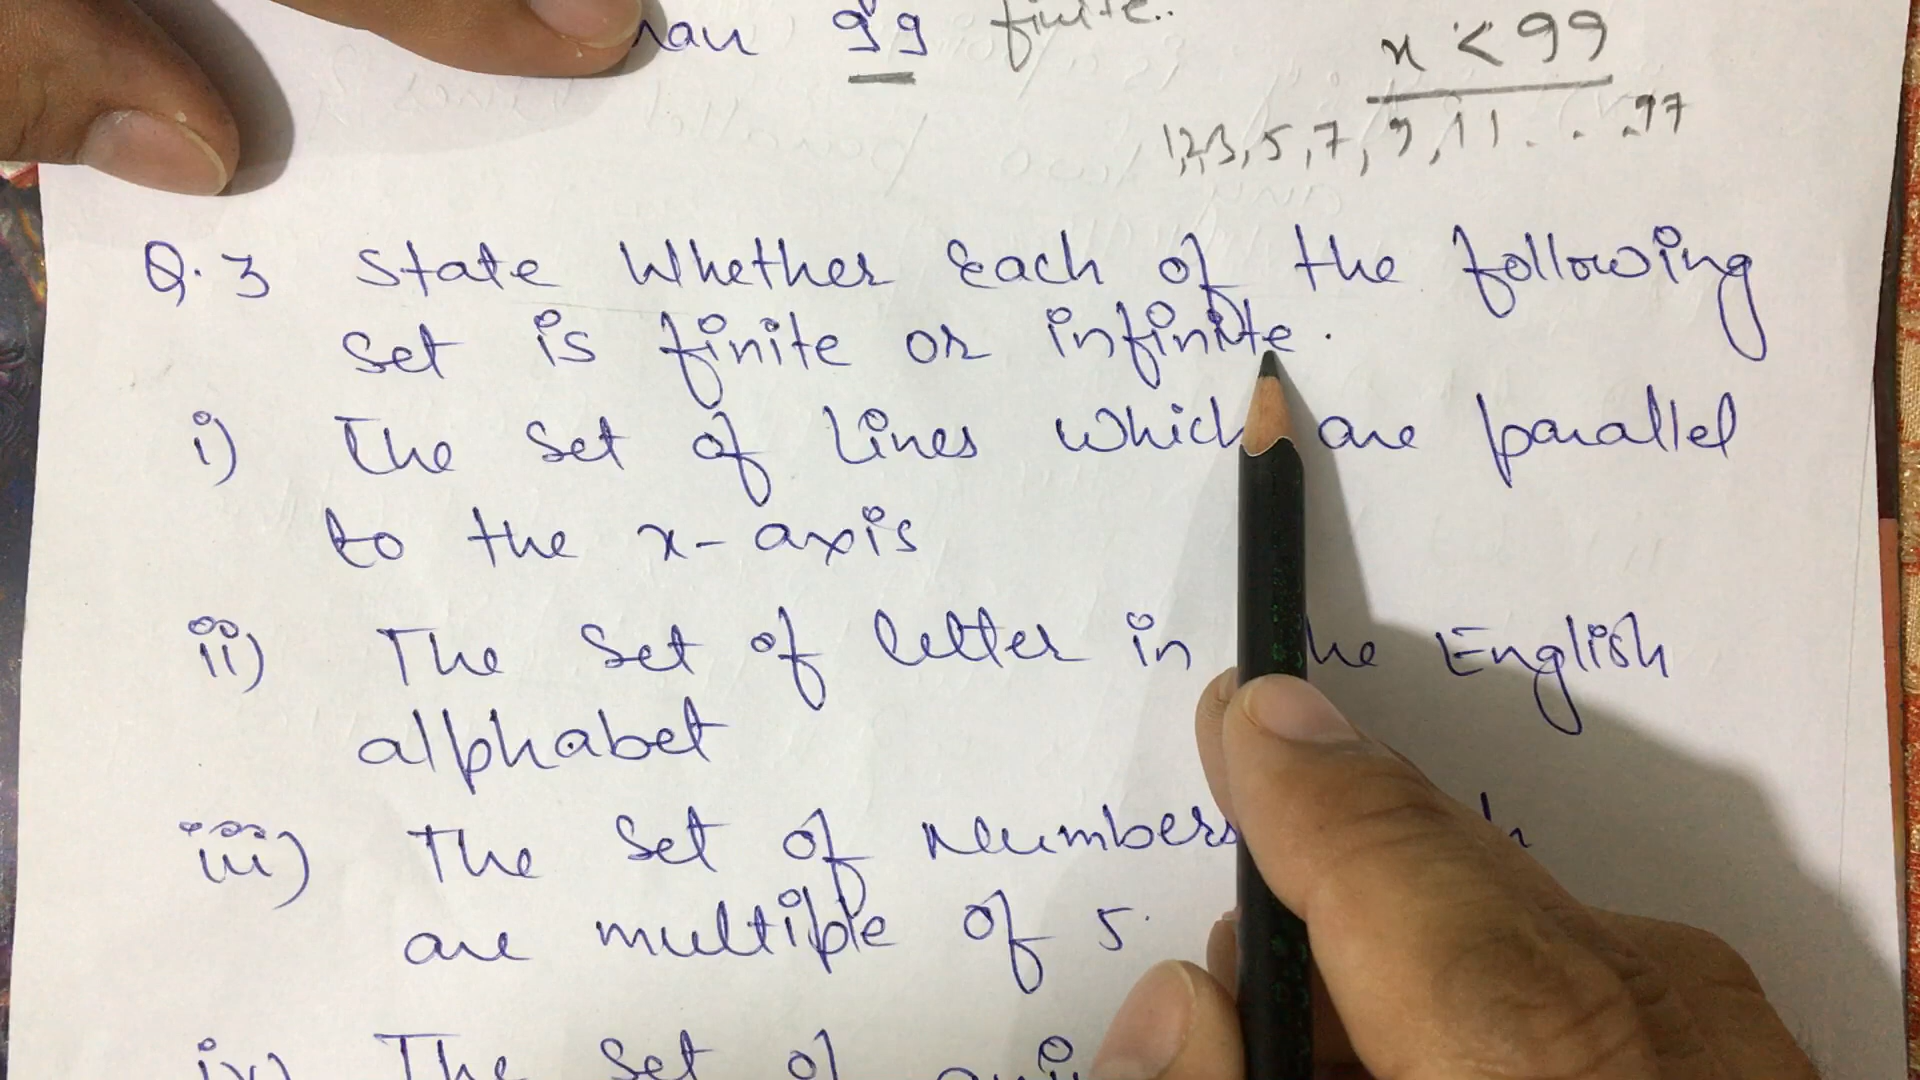 99 finite..
x < 99
1,2,3, 5, 7, 9, 11 . . . 97
Q.3 State Whether Each of the following
Set is finite or infinite.
i) The Set of Lines which are parallel
to the x-axis
ii) The Set of letter in the English
alphabet
iii) The Set of Numbers
are multiple of 5.
iv) The Set of